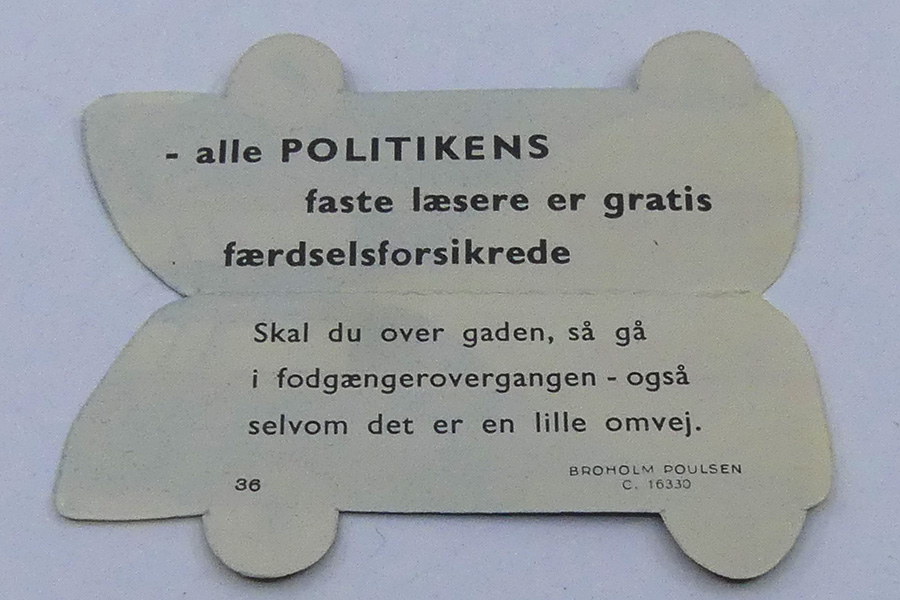 - alle POLITIKENS
faste læsere er gratis
færdselsforsikrede
Skal du over gaden, så gå
i fodgængerovergangen - også
selvom det er en lille omvej.
36
BROHOLM POULSEN
C. 16330